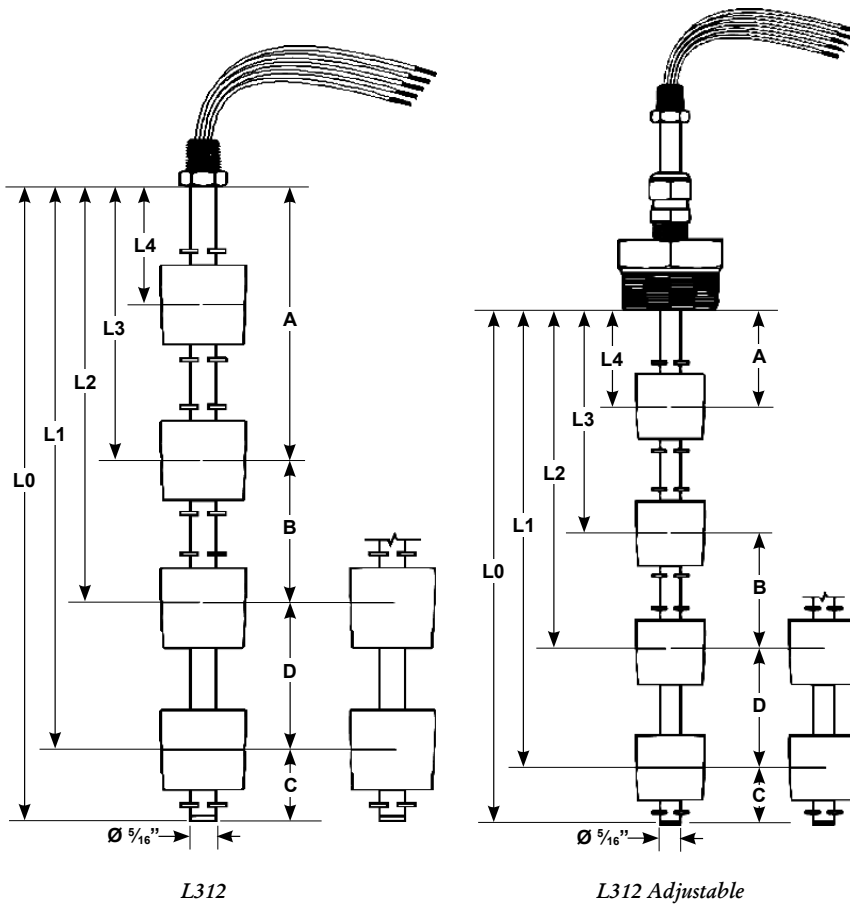 L4
L3
L2
L1
L0
A
B
D
C
Ø 5/16”
L312
L4
L3
L2
L1
L0
A
B
D
C
Ø 5/16”
L312 Adjustable